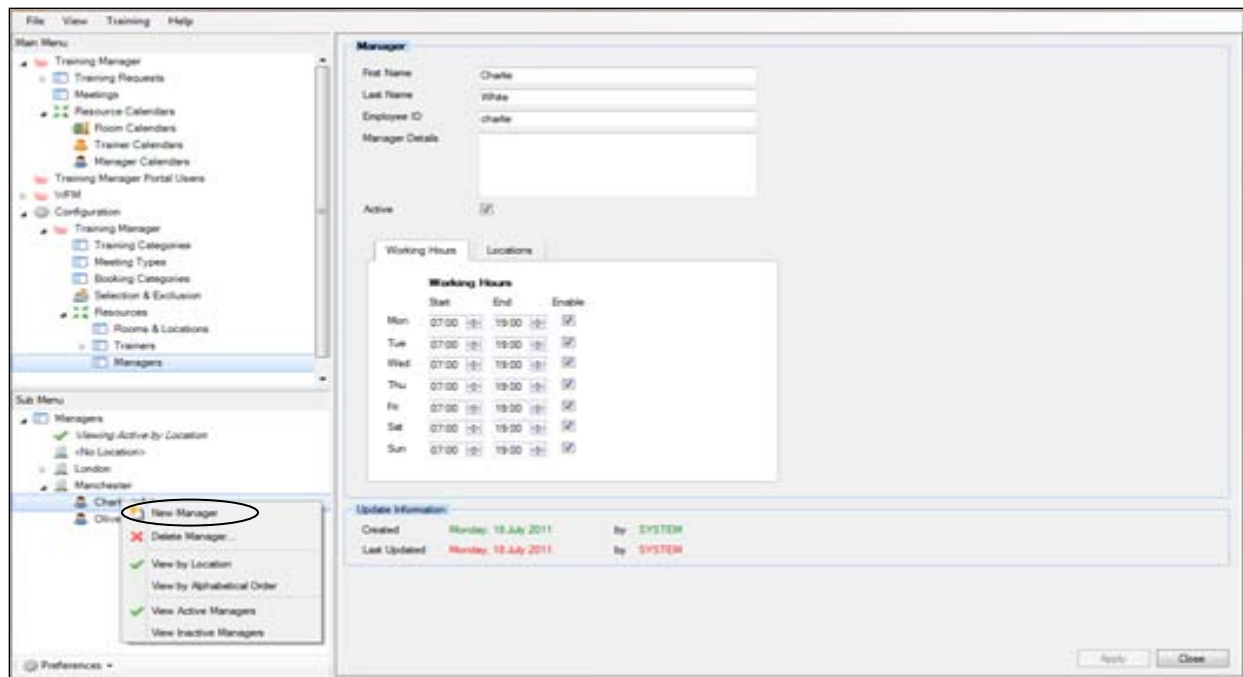 File View Training Help
Main Menu
Training Manager
Training Requests
Meetings
Resource Calendars
Room Calendars
Trainer Calendars
Manager Calendars
Training Manager Portal Users
WFM
Configuration
Training Manager
Training Categories
Meeting Types
Booking Categories
Selection & Exclusion
Resources
Rooms & Locations
Trainers
Managers
Sub Menu
Managers
Viewing Active by Location
<No Location>
London
Manchester
New Manager
Delete Manager...
View by Location
View by Alphabetical Order
View Active Managers
View Inactive Managers
Preferences
Manager
First Name Charlie
Last Name White
Employee ID charlie
Manager Details
Active
Working Hours Locations
Working Hours
Start End Enable
Mon 07:00 19:00
Tue 07:00 19:00
Wed 07:00 19:00
Thu 07:00 19:00
Fri 07:00 19:00
Sat 07:00 19:00
Sun 07:00 19:00
Update Information
Created Monday, 18 July 2011 by SYSTEM
Last Updated Monday, 18 July 2011 by SYSTEM
Apply Close